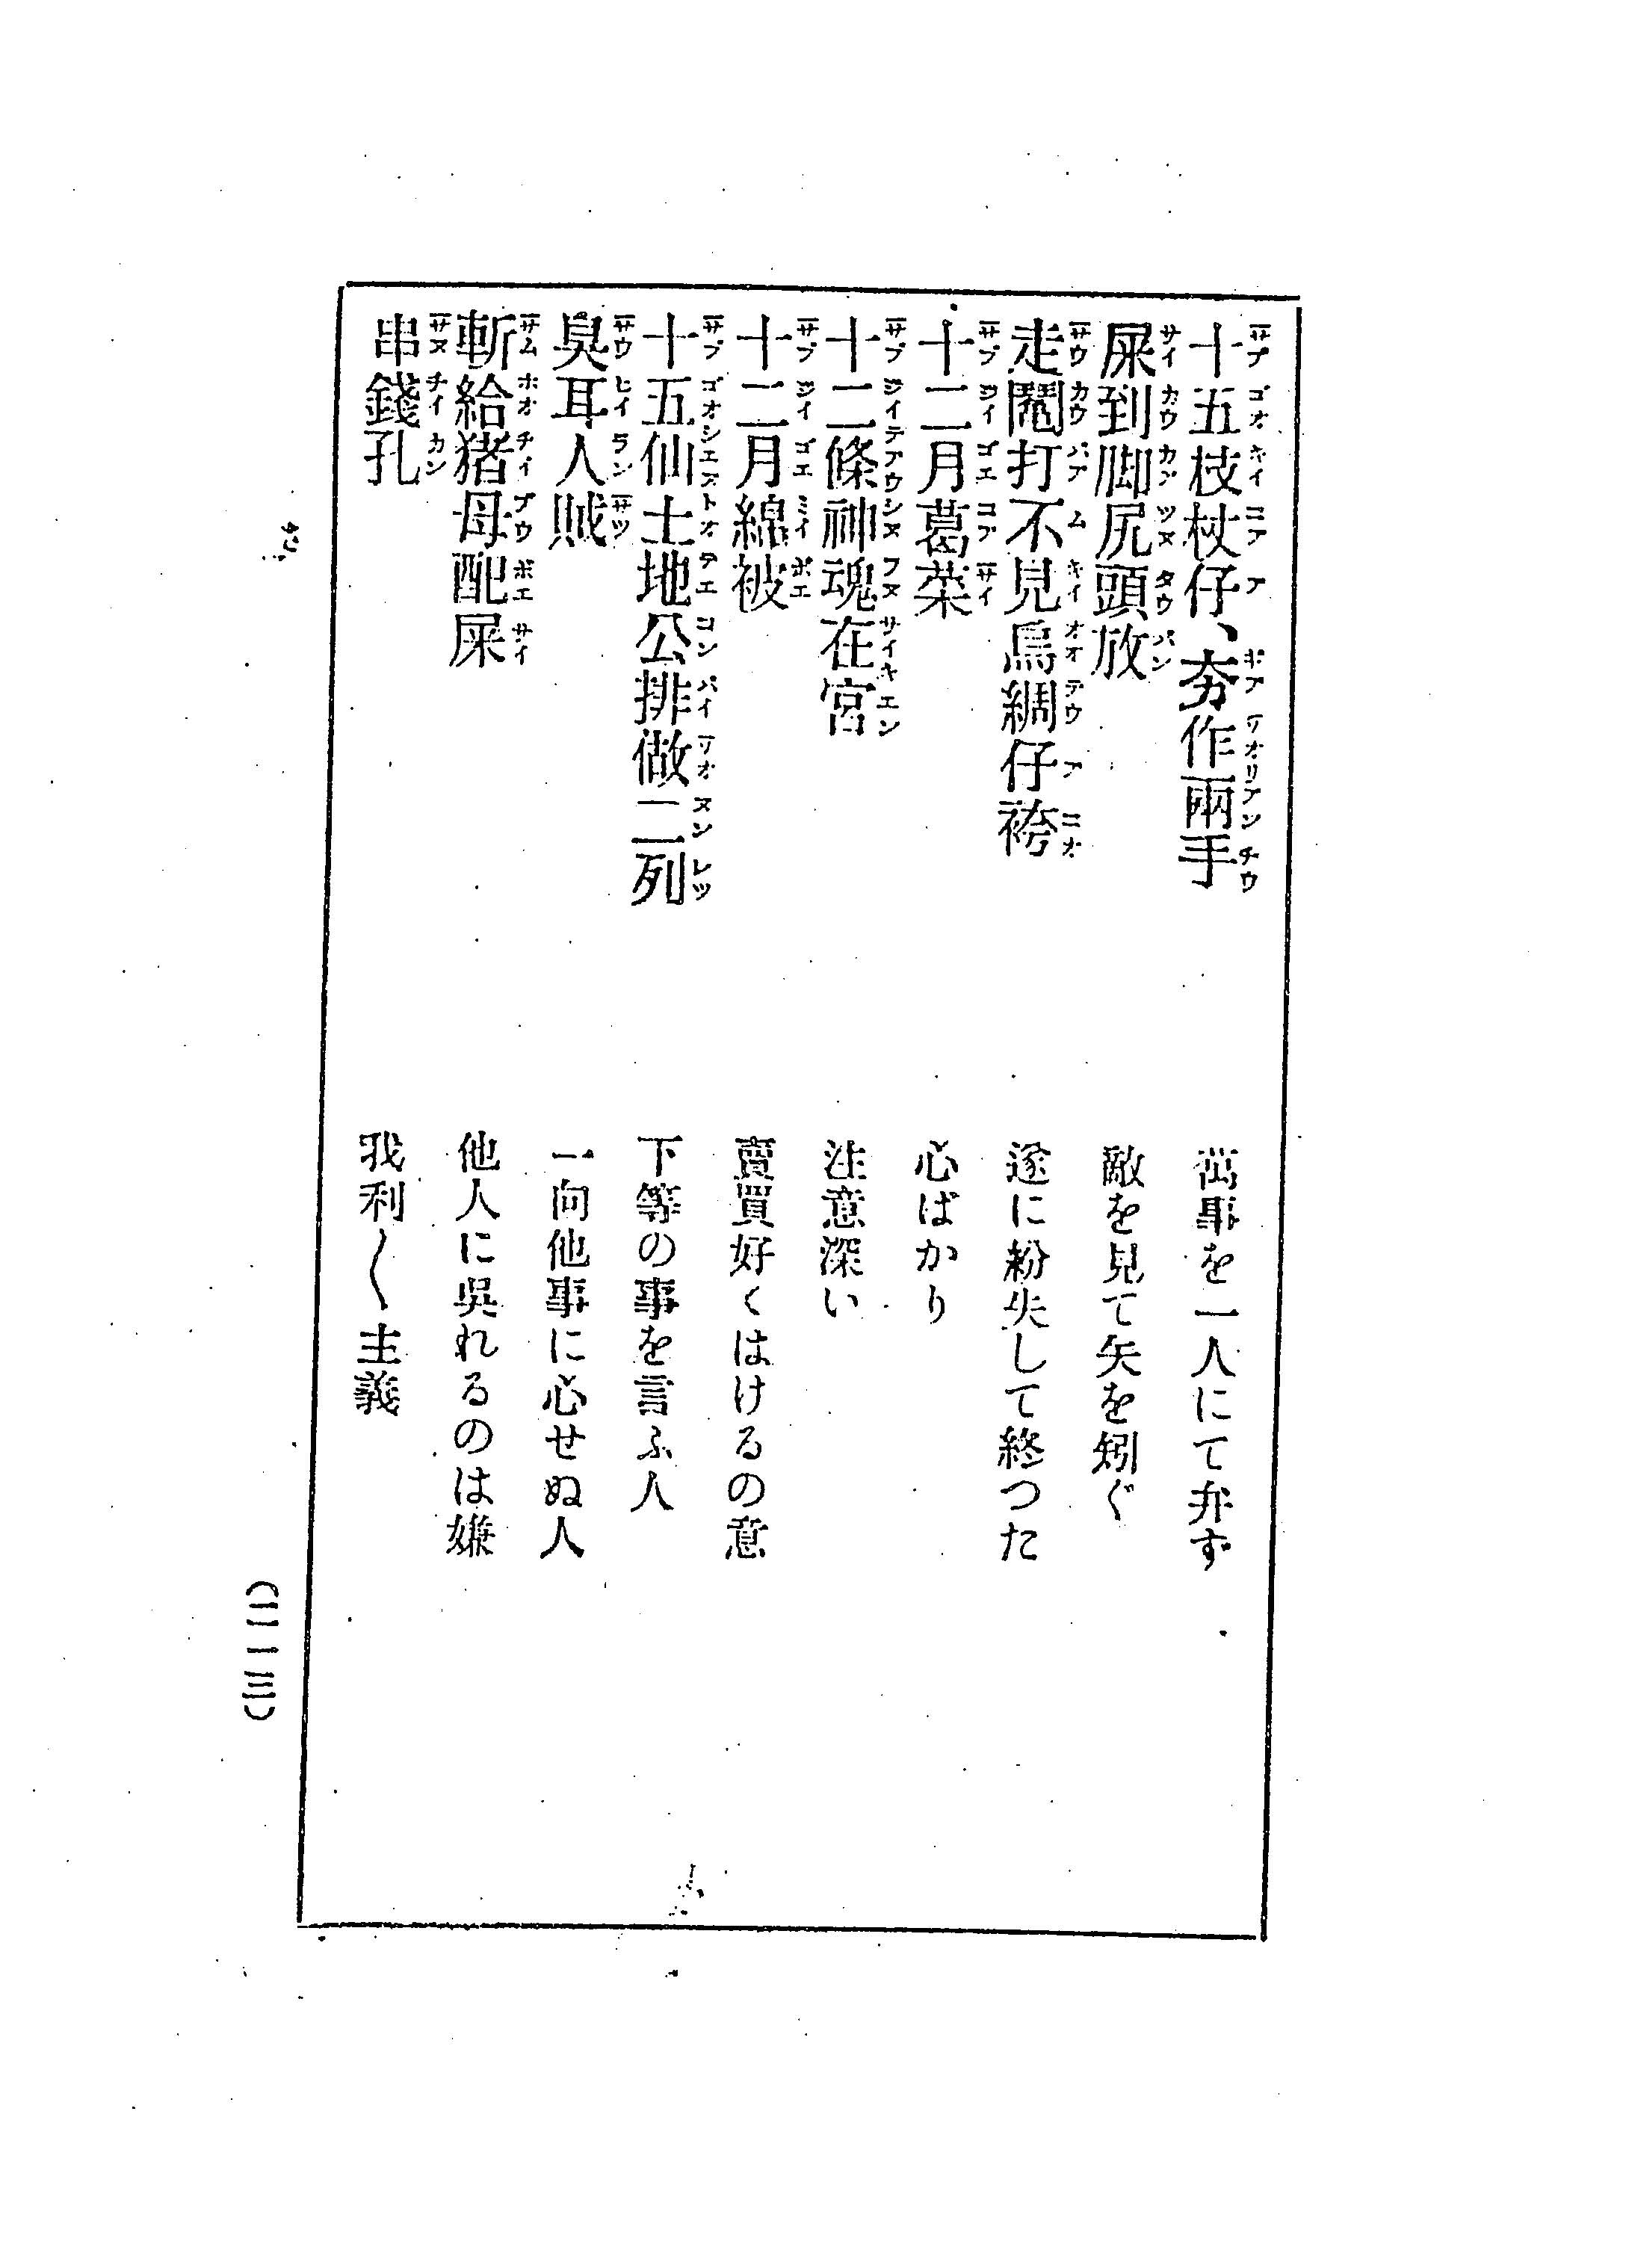 十五枝杖仔、夯作兩手
萬事を一人にて弁ず
屎到脚尻頭放
敵を見て矢を矧ぐ
走鬧打不見烏綢仔袴
遂に紛失して終つた
十二月葛菜
心ばかり
十二條神魂在宮
注意深い
十二月綿被
賣買好くはけるの意
十五仙土地公排做二列
下等の事を言ふ人
臭耳人賊
一向他事に心せぬ人
斬給猪母配屎
他人に呉れるのは嫌
串錢孔
我利〱主義
(二一三)